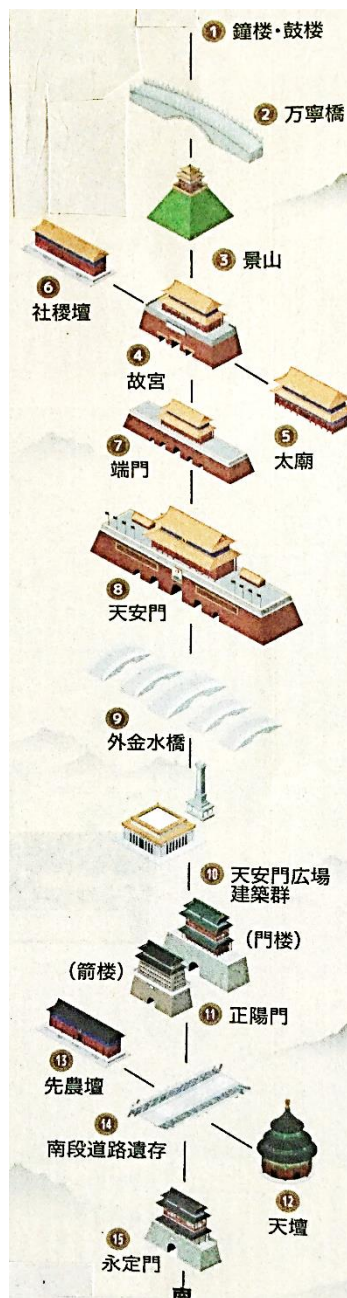 ① 鐘楼・鼓楼
② 万寧橋
③ 景山
⑥
社稷壇
④
故宮
⑤
太廟
⑦
端門
⑧
天安門
⑨
外金水橋
⑩ 天安門広場
建築群
(門楼)
(箭楼)
⑪ 正陽門
⑬
先農壇
⑭
南段道路遺存
⑫
天壇
⑮
永定門